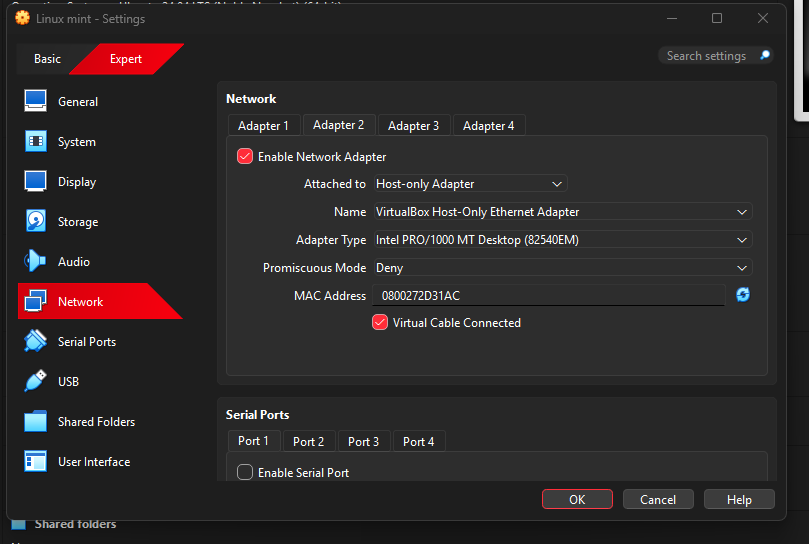 Linux mint - Settings
Basic
Expert
Search settings
General
System
Display
Storage
Audio
Network
Serial Ports
USB
Shared Folders
User Interface
Network
Adapter 1
Adapter 2
Adapter 3
Adapter 4
Enable Network Adapter
Attached to Host-only Adapter
Name VirtualBox Host-Only Ethernet Adapter
Adapter Type Intel PRO/1000 MT Desktop (82540EM)
Promiscuous Mode Deny
MAC Address 0800272D31AC
Virtual Cable Connected
Serial Ports
Port 1
Port 2
Port 3
Port 4
Enable Serial Port
OK
Cancel
Help
Shared folders